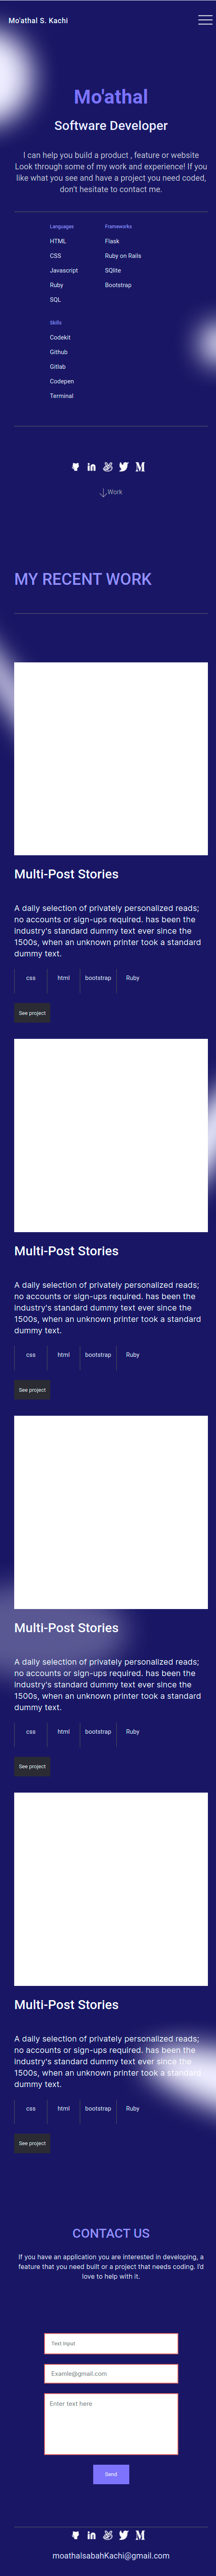 Mo'athal S. Kachi
Mo'athal
Software Developer
I can help you build a product , feature or website
Look through some of my work and experience! If you
like what you see and have a project you need coded,
don't hesitate to contact me.
Languages
HTML
CSS
Javascript
Ruby
SQL
Frameworks
Flask
Ruby on Rails
SQlite
Bootstrap
Skills
Codekit
Github
Gitlab
Codepen
Terminal
Work
MY RECENT WORK
Multi-Post Stories
A daily selection of privately personalized reads;
no accounts or sign-ups required. has been the
industry's standard dummy text ever since the
1500s, when an unknown printer took a standard
dummy text.
css html bootstrap Ruby
See project
Multi-Post Stories
A daily selection of privately personalized reads;
no accounts or sign-ups required. has been the
industry's standard dummy text ever since the
1500s, when an unknown printer took a standard
dummy text.
css html bootstrap Ruby
See project
Multi-Post Stories
A daily selection of privately personalized reads;
no accounts or sign-ups required. has been the
industry's standard dummy text ever since the
1500s, when an unknown printer took a standard
dummy text.
css html bootstrap Ruby
See project
Multi-Post Stories
A daily selection of privately personalized reads;
no accounts or sign-ups required. has been the
industry's standard dummy text ever since the
1500s, when an unknown printer took a standard
dummy text.
css html bootstrap Ruby
See project
CONTACT US
If you have an application you are interested in developing, a
feature that you need built or a project that needs coding. I'd
love to help with it.
Text Input
Examle@gmail.com
Enter text here
Send
moathalsabahKachi@gmail.com